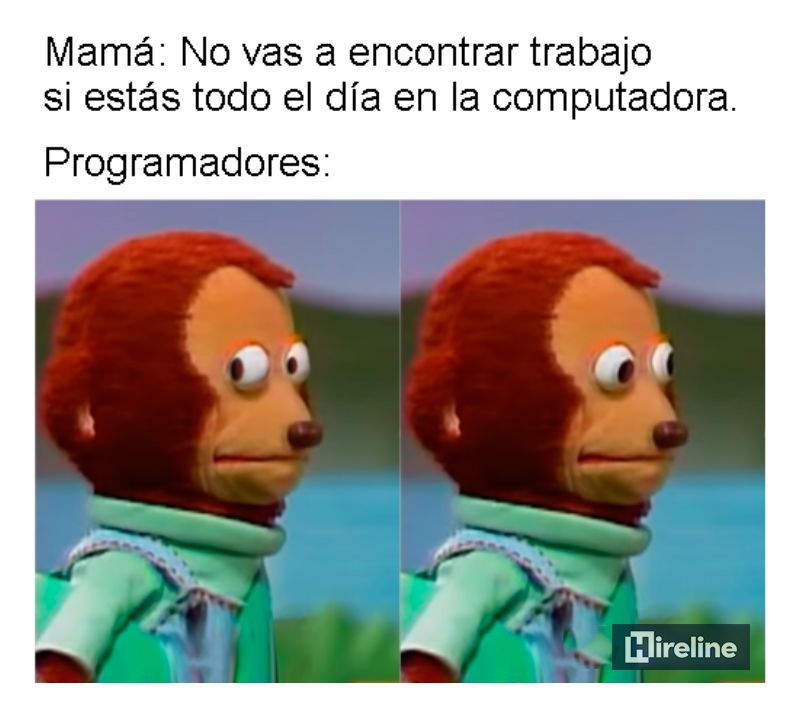 Mamá: No vas a encontrar trabajo
si estás todo el día en la computadora.
Programadores:
Hireline